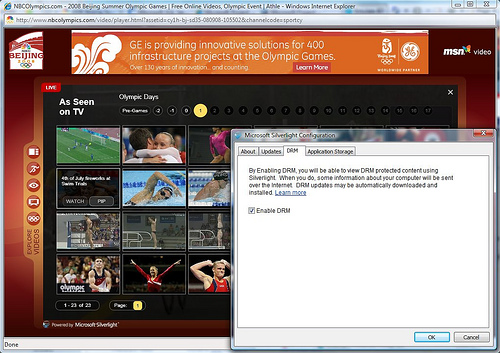 NBCOlympics.com - 2008 Beijing Summer Olympic Games | Free Online Videos, Olympic Event | Athle - Windows Internet Explorer
http://www.nbcolympics.com/video/player.html?assetid=cy1h-bj-sd35-080908-105502&channelcode=sportcy
BEIJING
GE is providing innovative solutions for 400
infrastructure projects at the Olympic Games.
Over 130 years of innovation...and counting.
Learn More
WORLDWIDE PARTNER
msn video
LIVE
As Seen
on TV
Olympic Days
Pre-Games -2 -1 0 1 2 3 4 5 6 7 8 9 10 11 12 13 14 15 16 17
EXPLORE
VIDEOS
4th of July fireworks at
Swim Trials
WATCH PIP
olympic
1 - 23 of 23
Page: 1
Powered by Microsoft Silverlight
Microsoft Silverlight Configuration
About Updates DRM Application Storage
By Enabling DRM, you will be able to view DRM protected content using
Silverlight. When you do, some information about your computer will be sent
over the Internet. DRM updates may be automatically downloaded and
installed. Learn more
Enable DRM
OK Cancel
Done